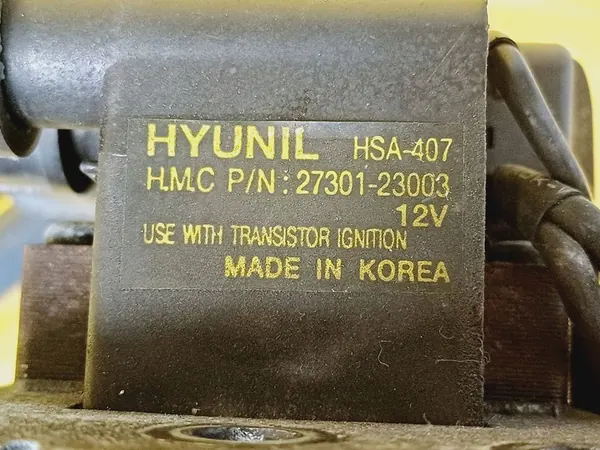 HYUNIL HSA-407
H.M.C P/N : 27301-23003
12V
USE WITH TRANSISTOR IGNITION
MADE IN KOREA